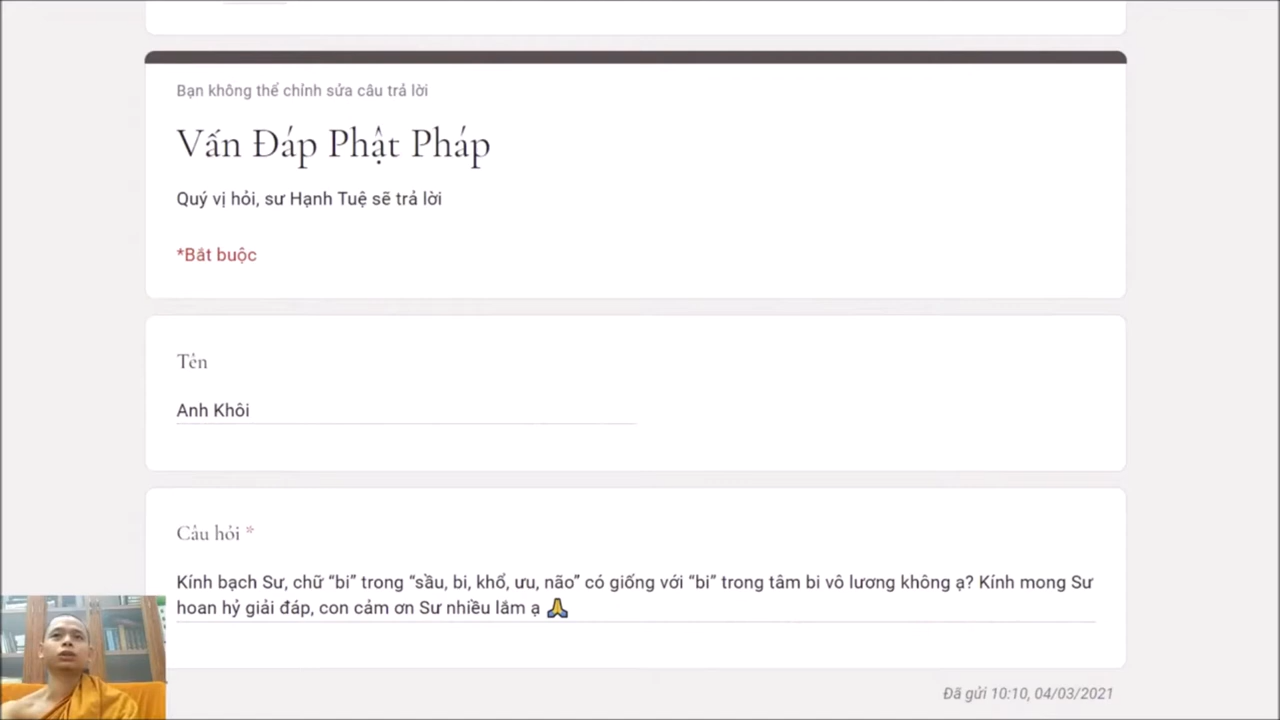 Bạn không thể chỉnh sửa câu trả lời
Vấn Đáp Phật Pháp
Quý vị hỏi, sư Hạnh Tuệ sẽ trả lời
*Bắt buộc
Tên
Anh Khôi
Câu hỏi *
Kính bạch Sư, chữ “bi” trong “sầu, bi, khổ, ưu, não” có giống với “bi” trong tâm bi vô lương không ạ? Kính mong Sư
hoan hỷ giải đáp, con cảm ơn Sư nhiều lắm ạ 🙏
Đã gửi 10:10, 04/03/2021